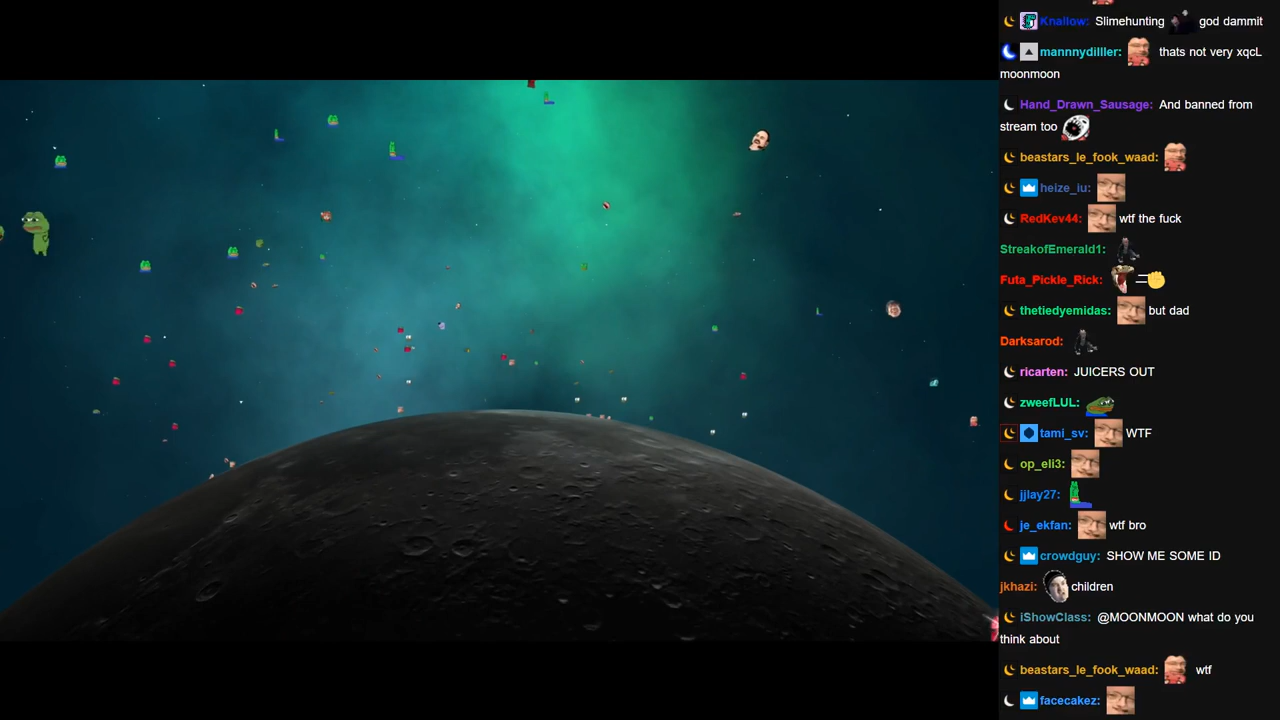 Knallow: Slimehunting god dammit
mannnydilller: thats not very xqcL
moonmoon
Hand_Drawn_Sausage: And banned from
stream too
beastars_le_fook_waad:
heize_iu:
RedKev44: wtf the fuck
StreakofEmerald1:
Futa_Pickle_Rick:
thetiedyemidas: but dad
Darksarod:
ricarten: JUICERS OUT
zweefLUL:
tami_sv: WTF
op_eli3:
jjlay27:
je_ekfan: wtf bro
crowdguy: SHOW ME SOME ID
jkhazi: children
iShowClass: @MOONMOON what do you
think about
beastars_le_fook_waad: wtf
facecakez: